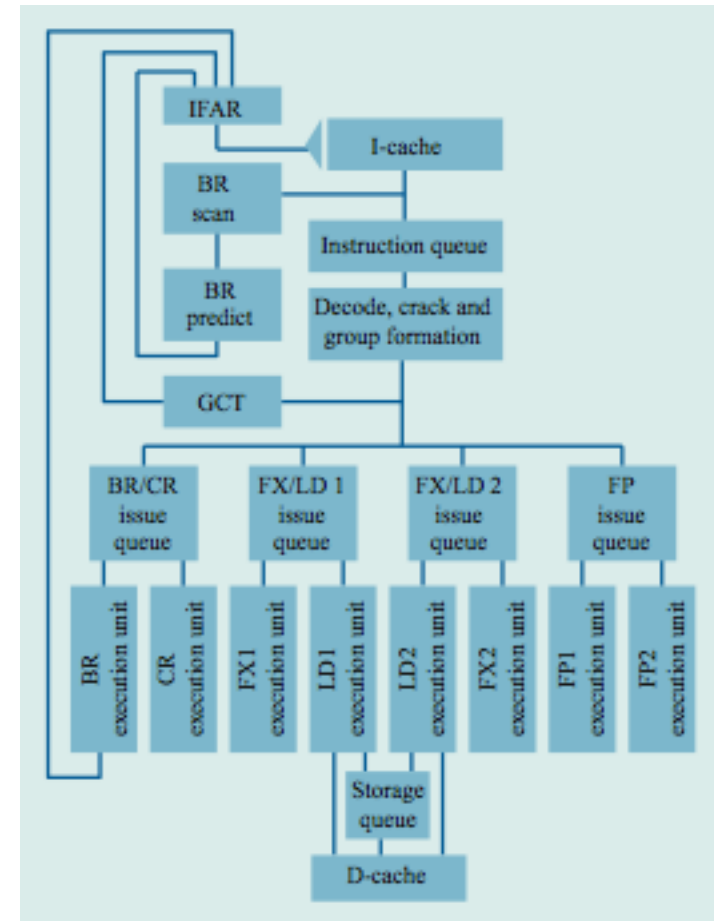 IFAR
I-cache
BR
scan
Instruction queue
BR
predict
Decode, crack and
group formation
GCT
BR/CR
issue
queue
FX/LD 1
issue
queue
FX/LD 2
issue
queue
FP
issue
queue
BR
execution unit
CR
execution unit
FX1
execution unit
LD1
execution unit
LD2
execution unit
FX2
execution unit
FP1
execution unit
FP2
execution unit
Storage
queue
D-cache